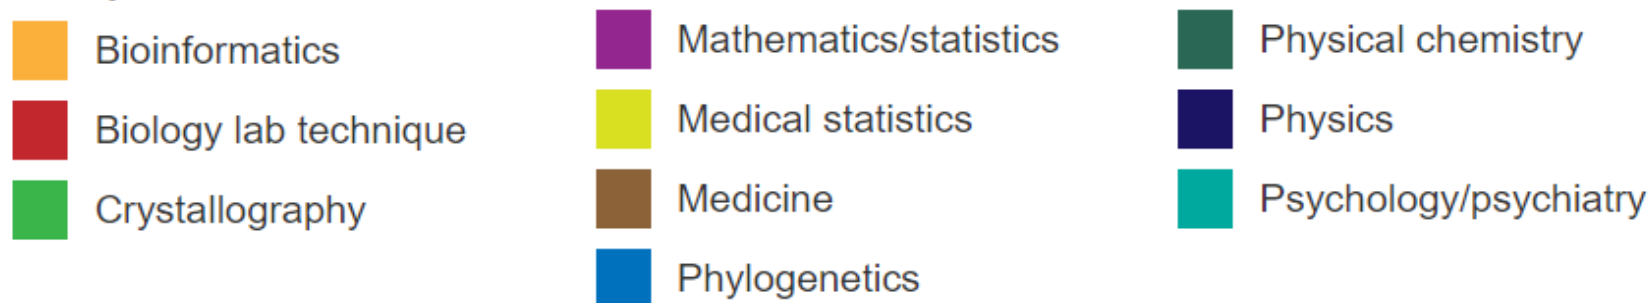 Bioinformatics
Biology lab technique
Crystallography
Mathematics/statistics
Medical statistics
Medicine
Phylogenetics
Physical chemistry
Physics
Psychology/psychiatry